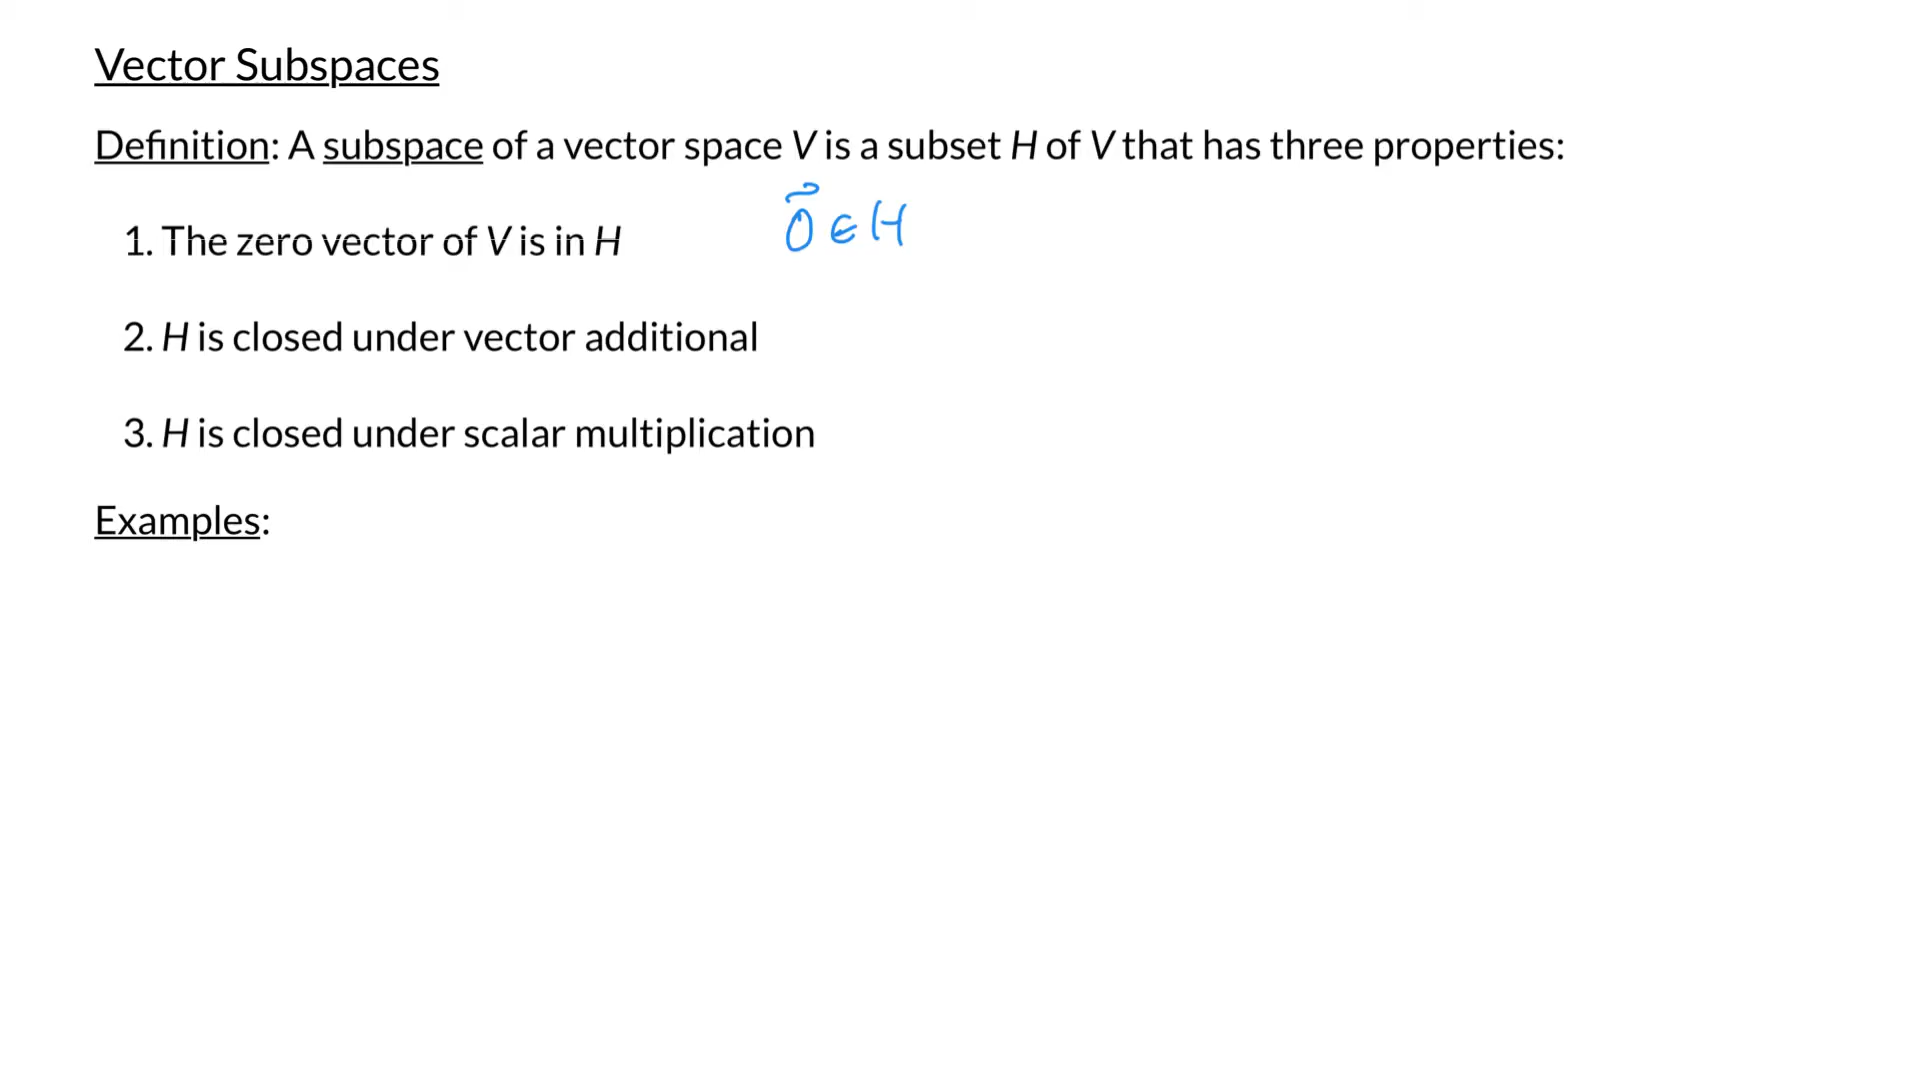 Vector Subspaces
Definition: A subspace of a vector space V is a subset H of V that has three properties:
1. The zero vector of V is in H
0⃗ ∈ H
2. H is closed under vector additional
3. H is closed under scalar multiplication
Examples: